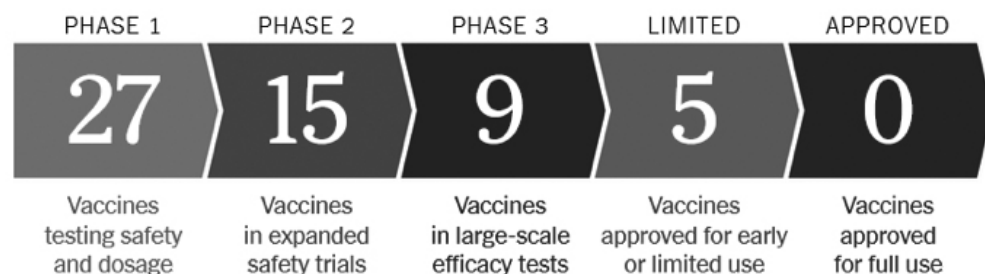 PHASE 1 PHASE 2 PHASE 3 LIMITED APPROVED
27 15 9 5 0
Vaccines Vaccines Vaccines Vaccines Vaccines
testing safety in expanded in large-scale approved for early approved
and dosage safety trials efficacy tests or limited use for full use